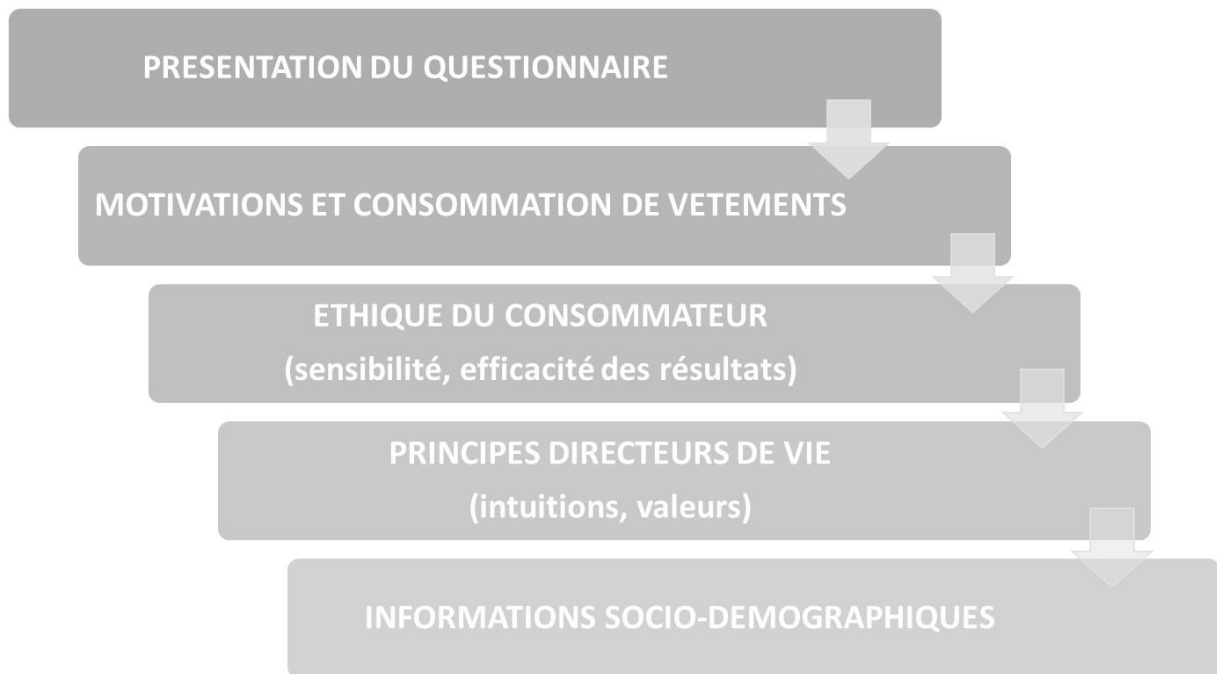 PRESENTATION DU QUESTIONNAIRE
MOTIVATIONS ET CONSOMMATION DE VETEMENTS
ETHIQUE DU CONSOMMATEUR
(sensibilité, efficacité des résultats)
PRINCIPES DIRECTEURS DE VIE
(intuitions, valeurs)
INFORMATIONS SOCIO-DEMOGRAPHIQUES